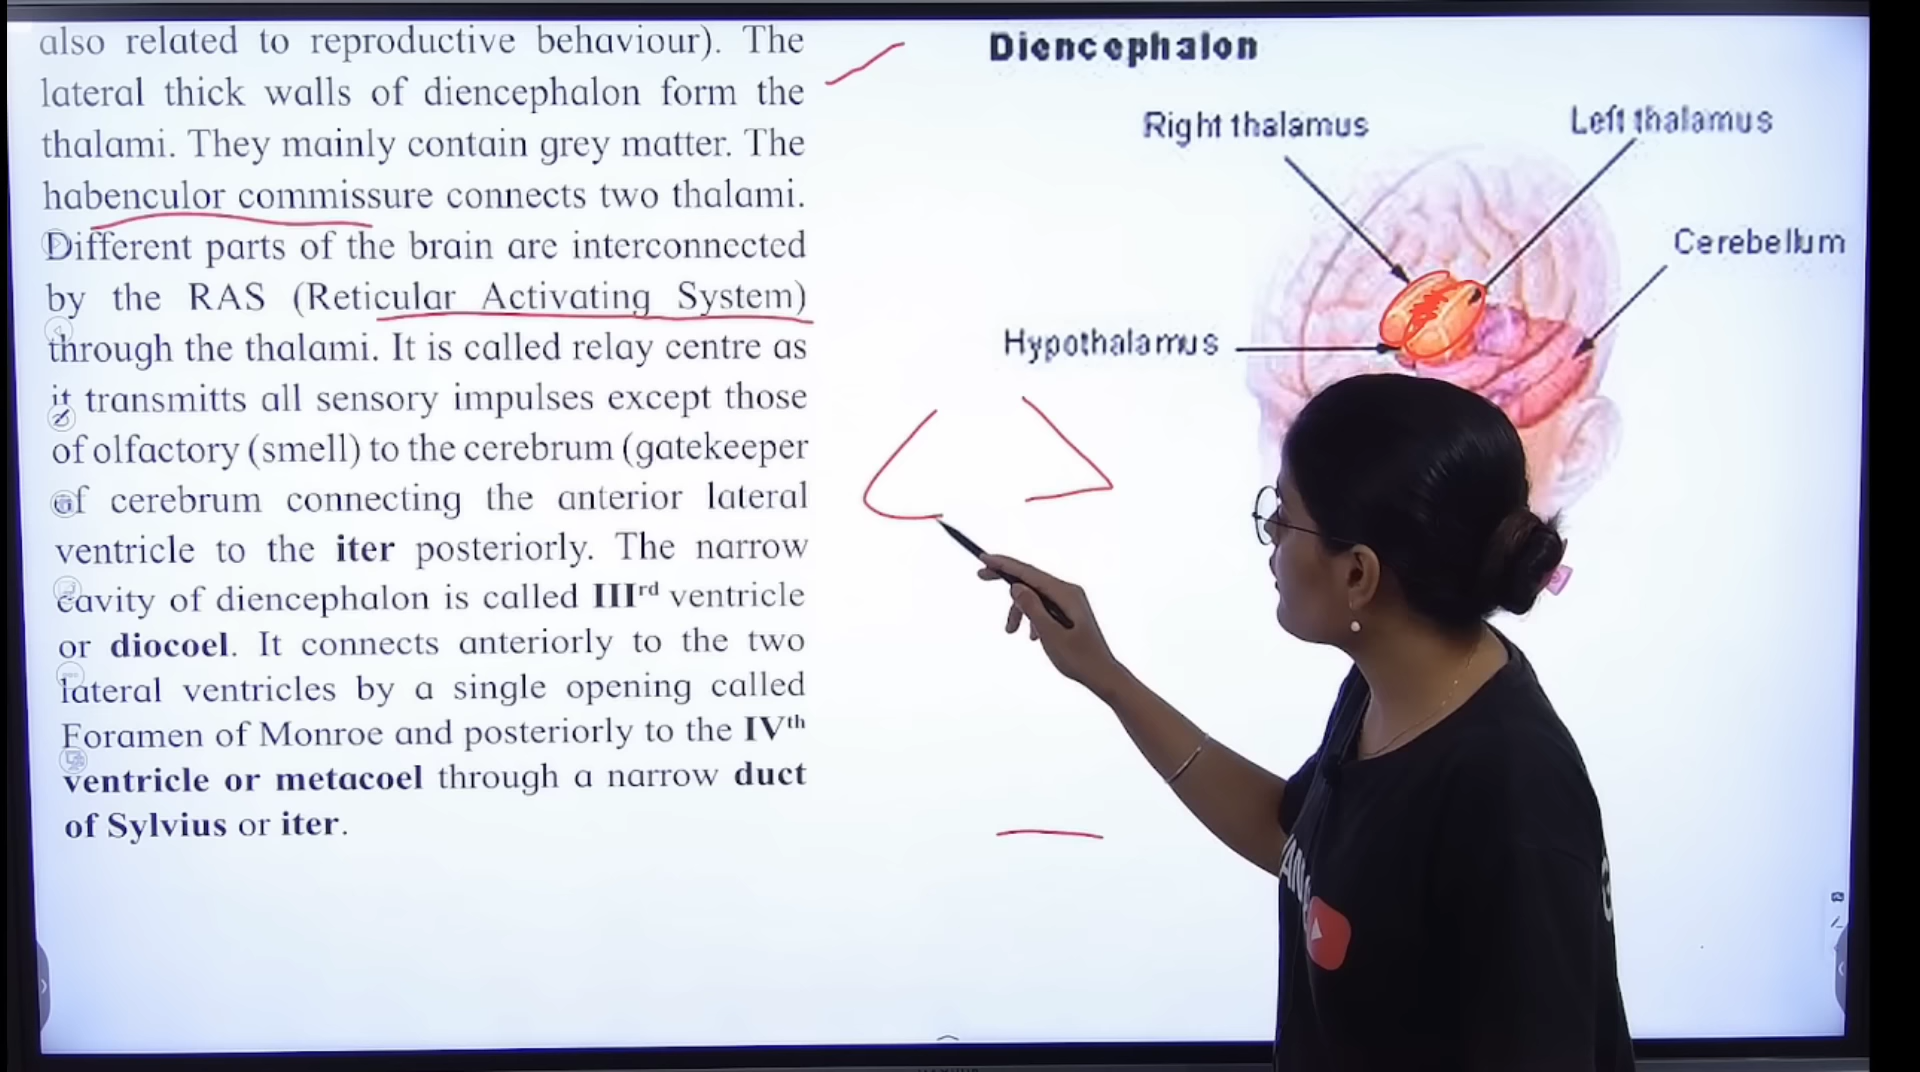 also related to reproductive behaviour). The
lateral thick walls of diencephalon form the
thalami. They mainly contain grey matter. The
habenculor commissure connects two thalami.
Different parts of the brain are interconnected
by the RAS (Reticular Activating System)
through the thalami. It is called relay centre as
it transmitts all sensory impulses except those
of olfactory (smell) to the cerebrum (gatekeeper
of cerebrum connecting the anterior lateral
ventricle to the iter posteriorly. The narrow
cavity of diencephalon is called IIIrd ventricle
or diocoel. It connects anteriorly to the two
lateral ventricles by a single opening called
Foramen of Monroe and posteriorly to the IVth
ventricle or metacoel through a narrow duct
of Sylvius or iter.
Diencephalon
Right thalamus
Left thalamus
Cerebellum
Hypothalamus